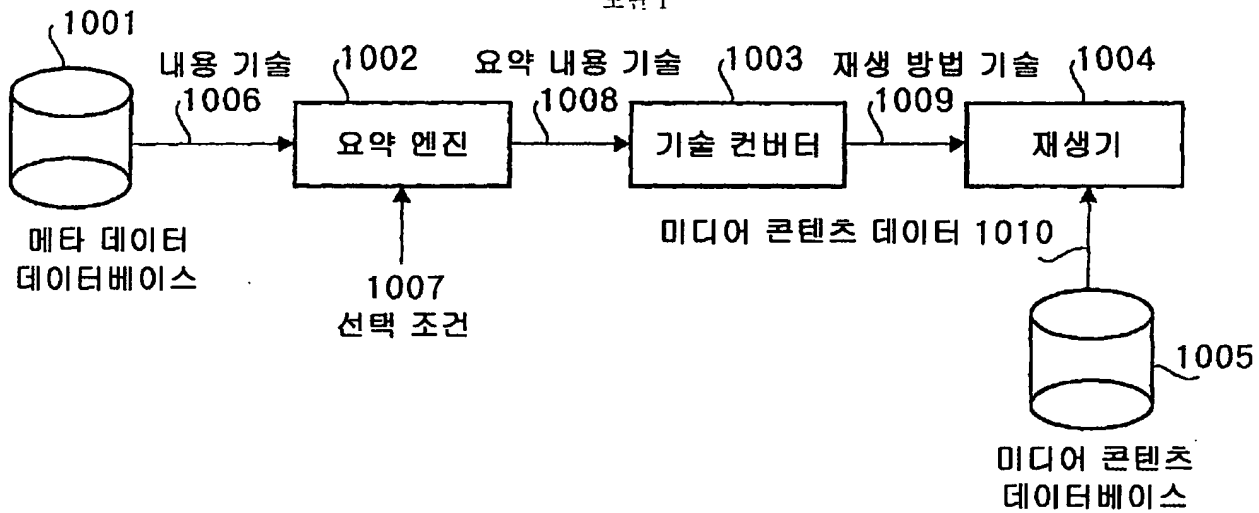 도면 1
1001
내용 기술
1006
1002
요약 엔진
요약 내용 기술
1008
1003
기술 컨버터
재생 방법 기술
1009
1004
재생기
메타 데이터
데이터베이스
1007
선택 조건
미디어 콘텐츠 데이터 1010
1005
미디어 콘텐츠
데이터베이스